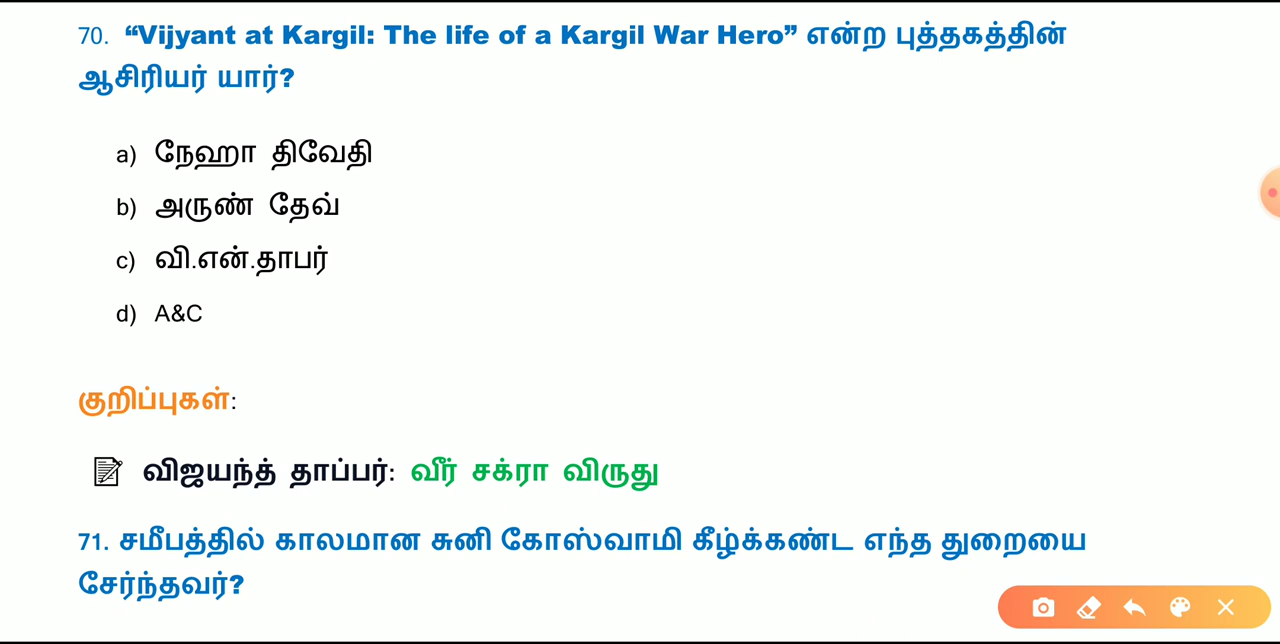 70. “Vijyant at Kargil: The life of a Kargil War Hero” என்ற புத்தகத்தின்
ஆசிரியர் யார்?
a) நேஹா திவேதி
b) அருண் தேவ்
c) வி.என்.தாபர்
d) A&C
குறிப்புகள்:
விஜயந்த் தாப்பர்: வீர் சக்ரா விருது
71. சமீபத்தில் காலமான சுனி கோஸ்வாமி கீழ்க்கண்ட எந்த துறையை
சேர்ந்தவர்?